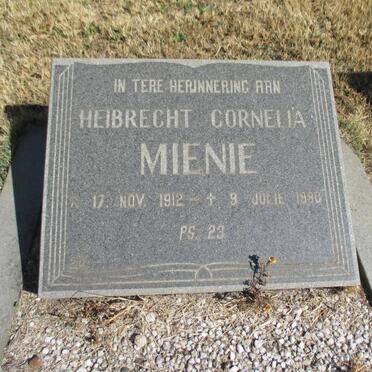 IN TERE HERINNERING AAN
HEIBRECHT CORNELIA
MIENIE
17 NOV 1912 - † 9 JULIE 1980
PS. 23